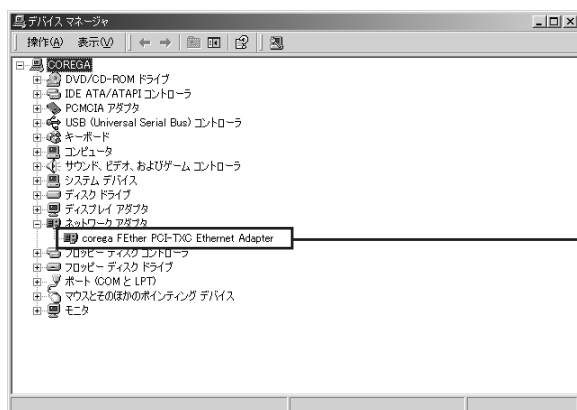 デバイス マネージャ
操作(A) 表示(V)
COREGA
DVD/CD-ROM ドライブ
IDE ATA/ATAPI コントローラ
PCMCIA アダプタ
USB (Universal Serial Bus) コントローラ
キーボード
コンピュータ
サウンド、ビデオ、およびゲーム コントローラ
システム デバイス
ディスク ドライブ
ディスプレイ アダプタ
ネットワーク アダプタ
corega FEther PCI-TXC Ethernet Adapter
フロッピー ディスク コントローラ
フロッピー ディスク ドライブ
ポート (COM と LPT)
マウスとそのほかのポインティング デバイス
モニタ